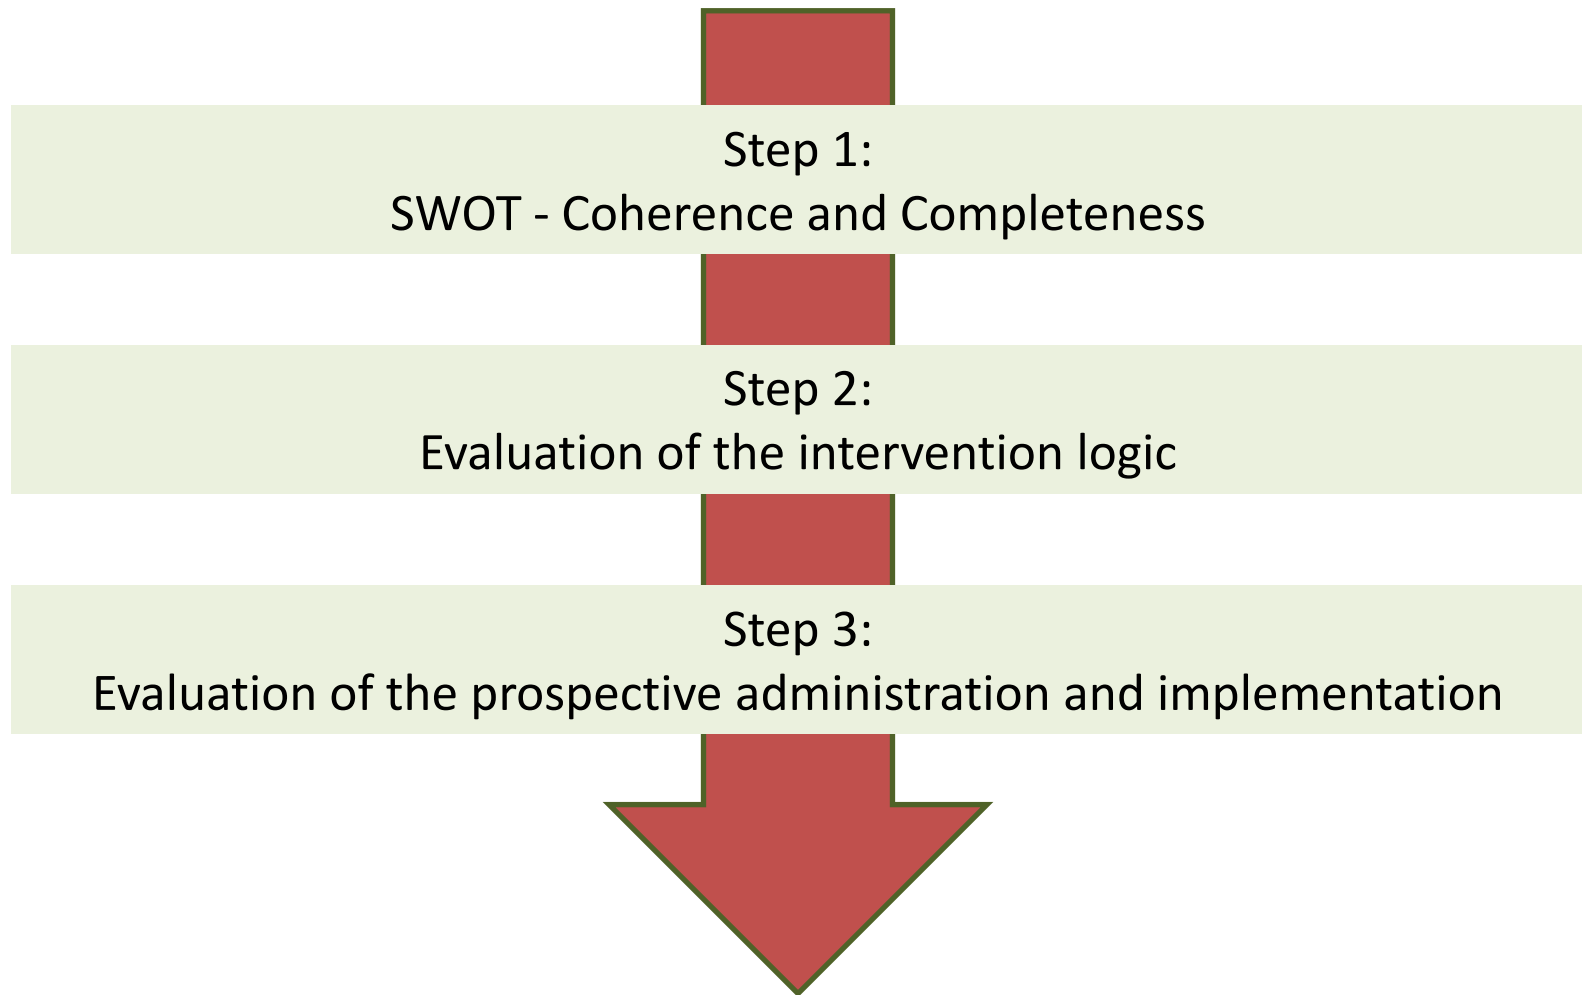 Step 1:
SWOT - Coherence and Completeness
Step 2:
Evaluation of the intervention logic
Step 3:
Evaluation of the prospective administration and implementation